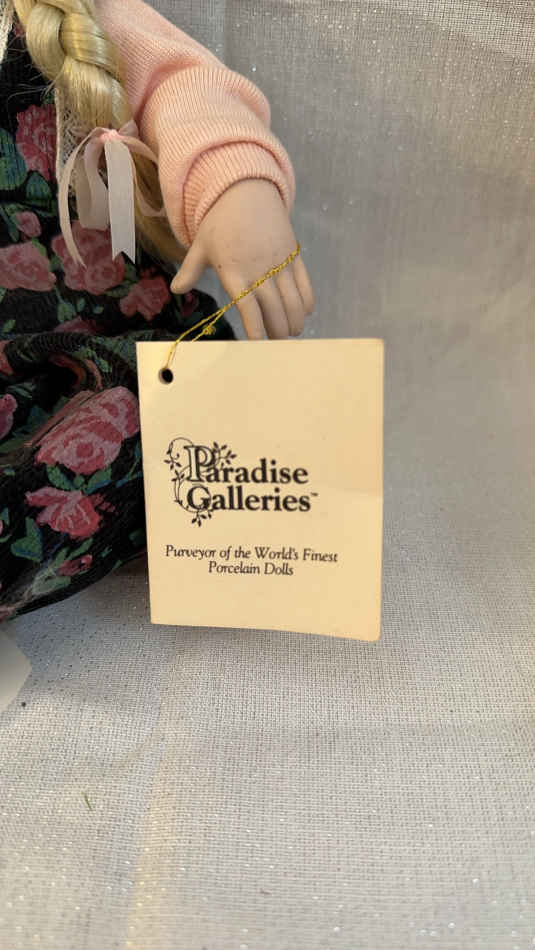 Paradise
Galleries™
Purveyor of the World's Finest
Porcelain Dolls